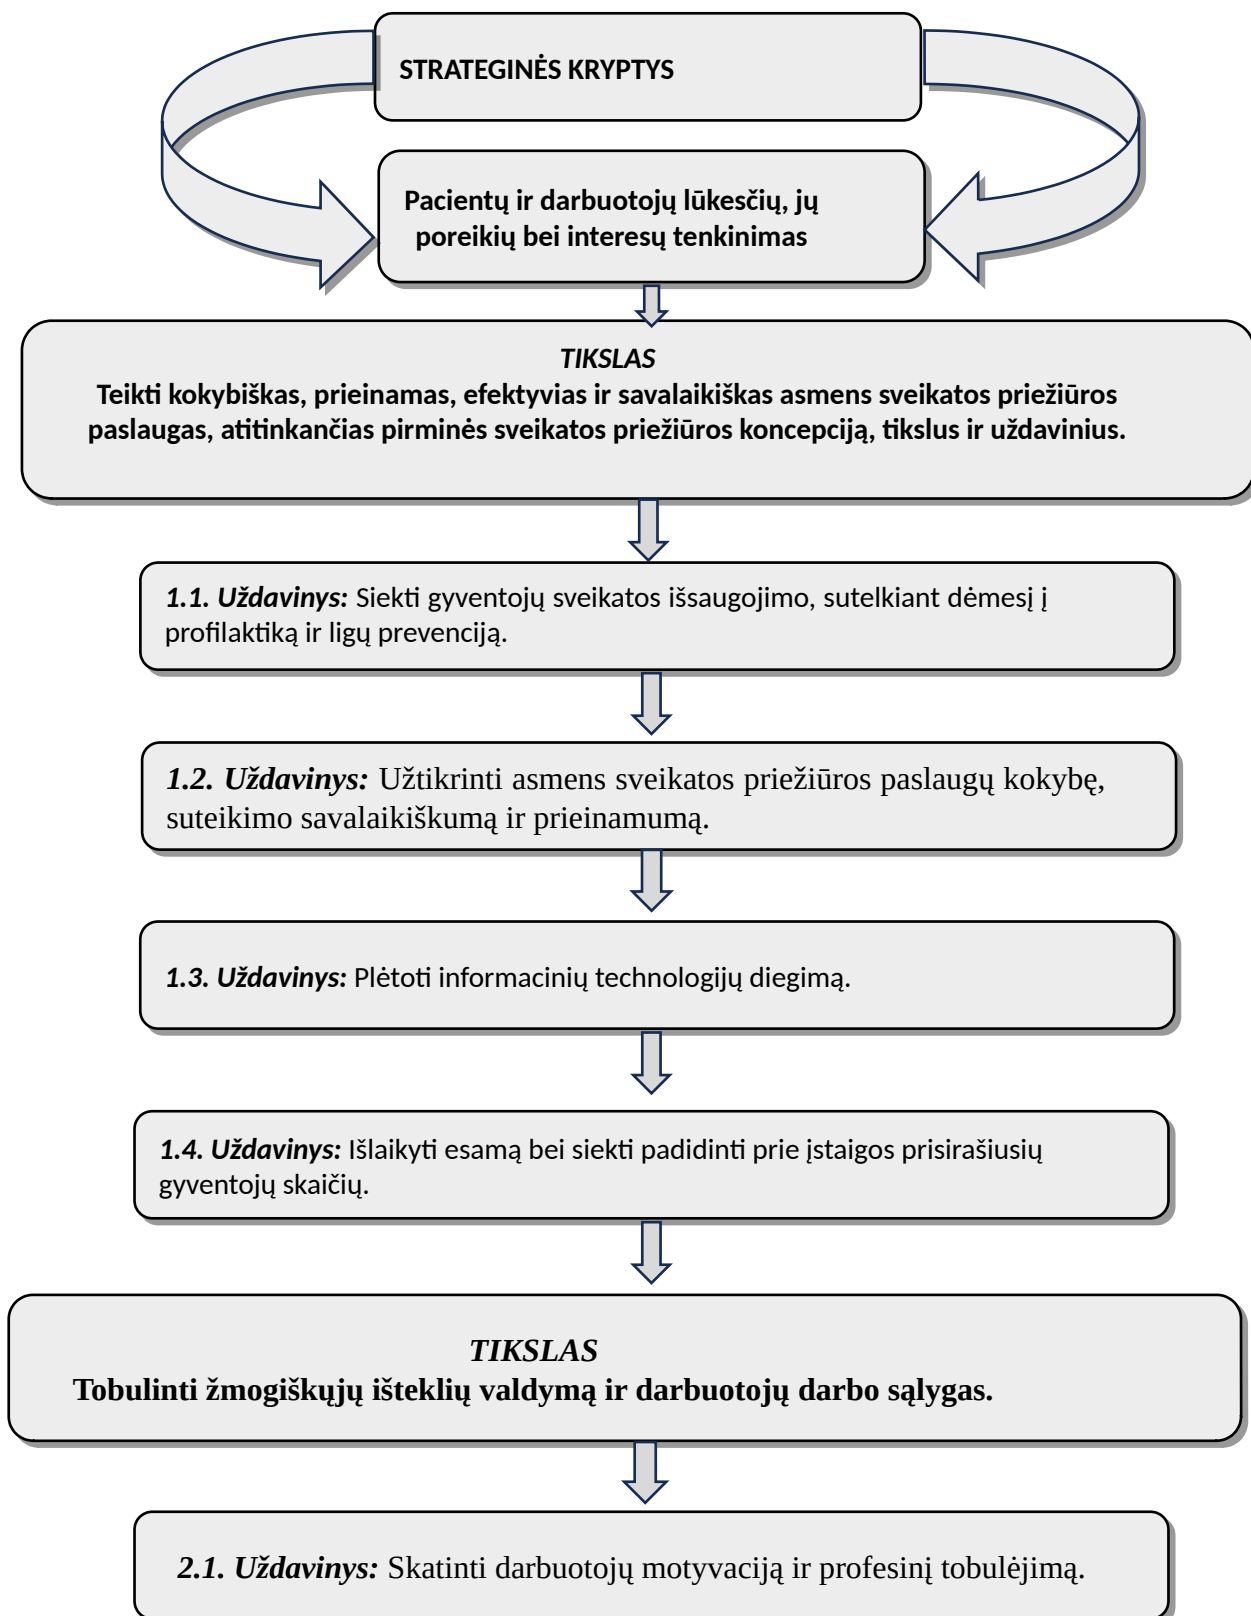 STRATEGINĖS KRYPTYS
Pacientų ir darbuotojų lūkesčių, jų
poreikių bei interesų tenkinimas
TIKSLAS
Teikti kokybiškas, prieinamas, efektyvias ir savalaikiškas asmens sveikatos priežiūros
paslaugas, atitinkančias pirminės sveikatos priežiūros koncepciją, tikslus ir uždavinius.
1.1. Uždavinys: Siekti gyventojų sveikatos išsaugojimo, sutelkiant dėmesį į
profilaktiką ir ligų prevenciją.
1.2. Uždavinys: Užtikrinti asmens sveikatos priežiūros paslaugų kokybę,
suteikimo savalaikiškumą ir prieinamumą.
1.3. Uždavinys: Plėtoti informacinių technologijų diegimą.
1.4. Uždavinys: Išlaikyti esamą bei siekti padidinti prie įstaigos prisirašiusių
gyventojų skaičių.
TIKSLAS
Tobulinti žmogiškųjų išteklių valdymą ir darbuotojų darbo sąlygas.
2.1. Uždavinys: Skatinti darbuotojų motyvaciją ir profesinį tobulėjimą.